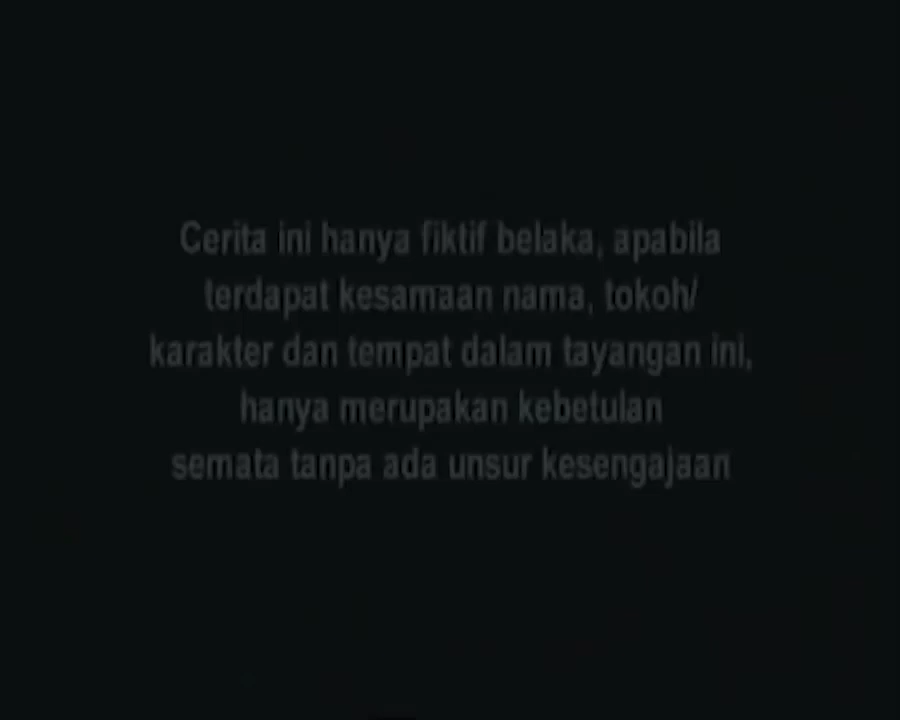 Cerita ini hanya fiktif belaka, apabila
terdapat kesamaan nama, tokoh/
karakter dan tempat dalam tayangan ini,
hanya merupakan kebetulan
semata tanpa ada unsur kesengajaan